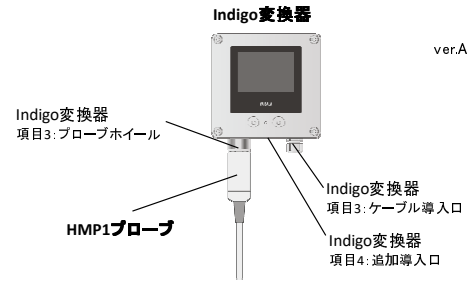 Indigo変換器
ver.A
Indigo変換器
項目3:プローブホイール
HMP1プローブ
Indigo変換器
項目3:ケーブル導入口
Indigo変換器
項目4:追加導入口